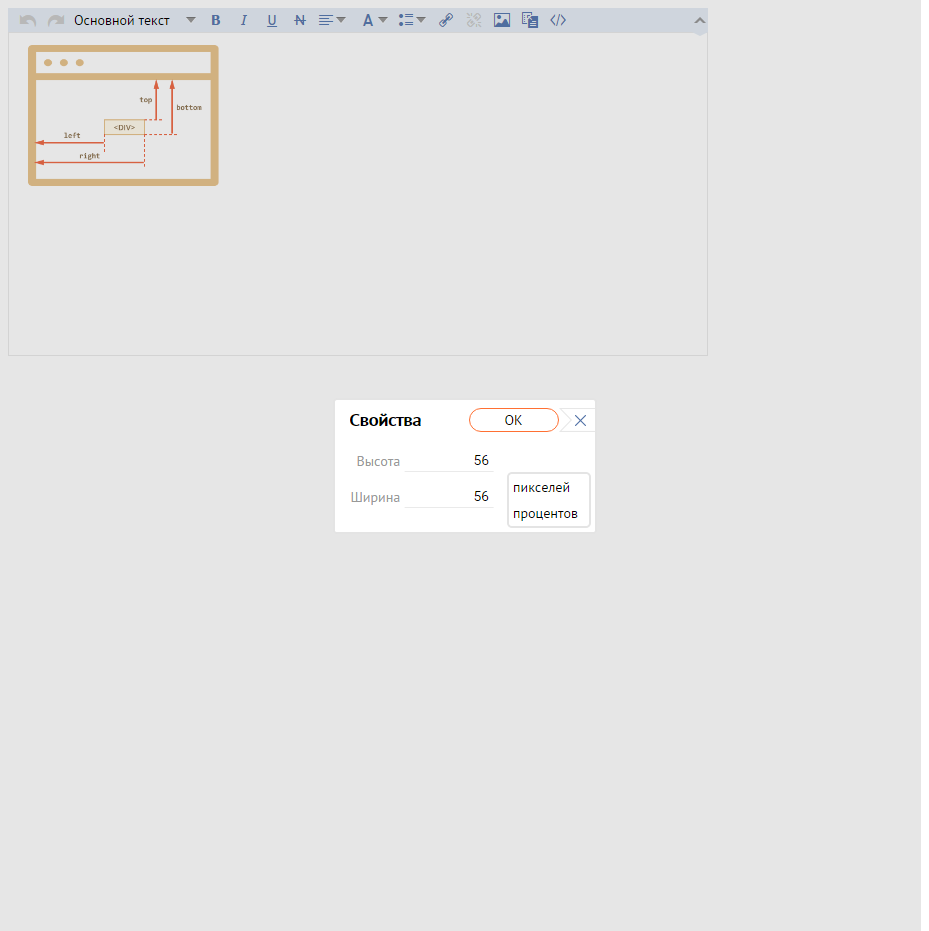 Основной текст B I U N A </>
top
bottom
<DIV>
left
right
Свойства OK
Высота 56
пикселей
Ширина 56
процентов